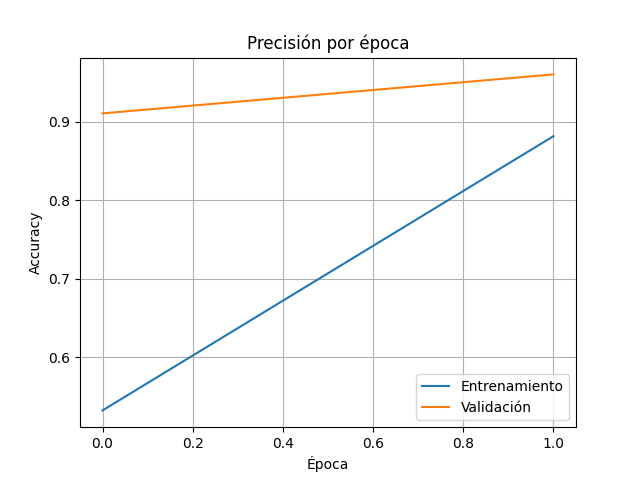 Precisión por época
Accuracy
0.9
0.8
0.7
0.6
0.0 0.2 0.4 0.6 0.8 1.0
Época
Entrenamiento
Validación